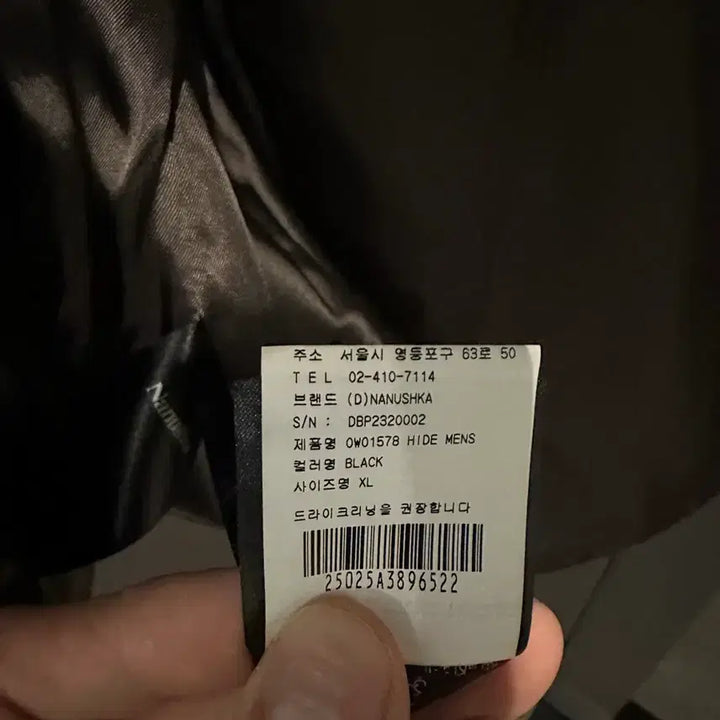 주소 서울시 영등포구 63로 50
TEL 02-410-7114
브랜드 (D)NANUSHKA
S/N : DBP2320002
제품명 OW01578 HIDE MENS
컬러명 BLACK
사이즈명 XL
드라이크리닝을 권장합니다
25025A3896522